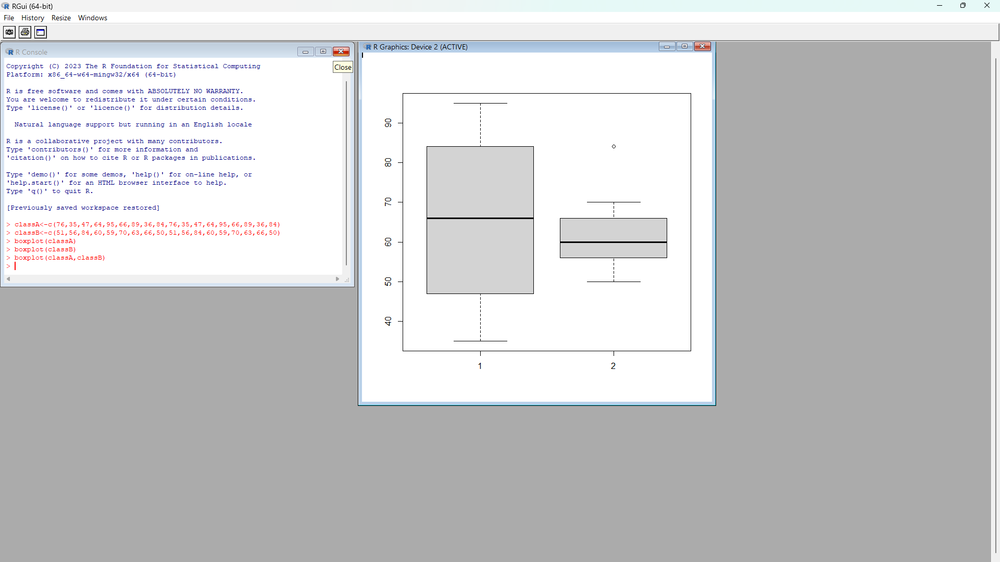 RGui (64-bit)
File History Resize Windows
R Console
Close
Copyright (C) 2023 The R Foundation for Statistical Computing
Platform: x86_64-w64-mingw32/x64 (64-bit)
R is free software and comes with ABSOLUTELY NO WARRANTY.
You are welcome to redistribute it under certain conditions.
Type 'license()' or 'licence()' for distribution details.
Natural language support but running in an English locale
R is a collaborative project with many contributors.
Type 'contributors()' for more information and
'citation()' on how to cite R or R packages in publications.
Type 'demo()' for some demos, 'help()' for on-line help, or
'help.start()' for an HTML browser interface to help.
Type 'q()' to quit R.
[Previously saved workspace restored]
> classA<-c(76,35,47,64,95,66,89,36,84,76,35,47,64,95,66,89,36,84)
> classB<-c(51,56,84,60,59,70,63,66,50,51,56,84,60,59,70,63,66,50)
> boxplot(classA)
> boxplot(classB)
> boxplot(classA,classB)
>
R Graphics: Device 2 (ACTIVE)
90
80
70
60
50
40
1 2